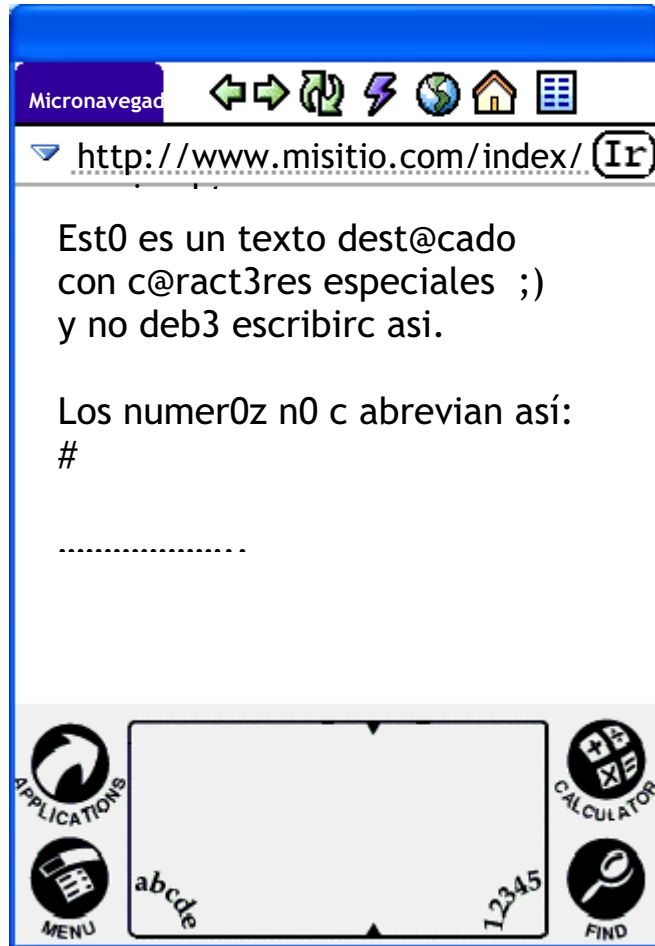 Micronavegad
http://www.misitio.com/index/ Ir
Est0 es un texto dest@cado
con c@ract3res especiales ;)
y no deb3 escribirc asi.
Los numer0z n0 c abrevian así:
#
.......................
APPLICATIONS
CALCULATOR
abcde
12345
MENU
FIND